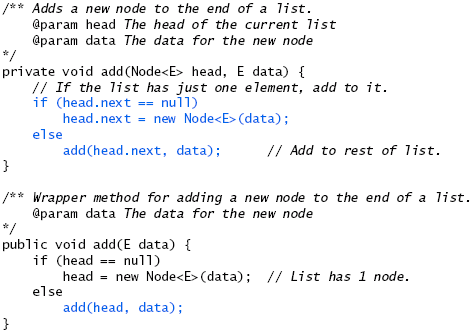 /** Adds a new node to the end of a list.
    @param head The head of the current list
    @param data The data for the new node
*/
private void add(Node<E> head, E data) {
    // If the list has just one element, add to it.
    if (head.next == null)
        head.next = new Node<E>(data);
    else
        add(head.next, data);      // Add to rest of list.
}
/** Wrapper method for adding a new node to the end of a list.
    @param data The data for the new node
*/
public void add(E data) {
    if (head == null)
        head = new Node<E>(data);  // List has 1 node.
    else
        add(head, data);
}